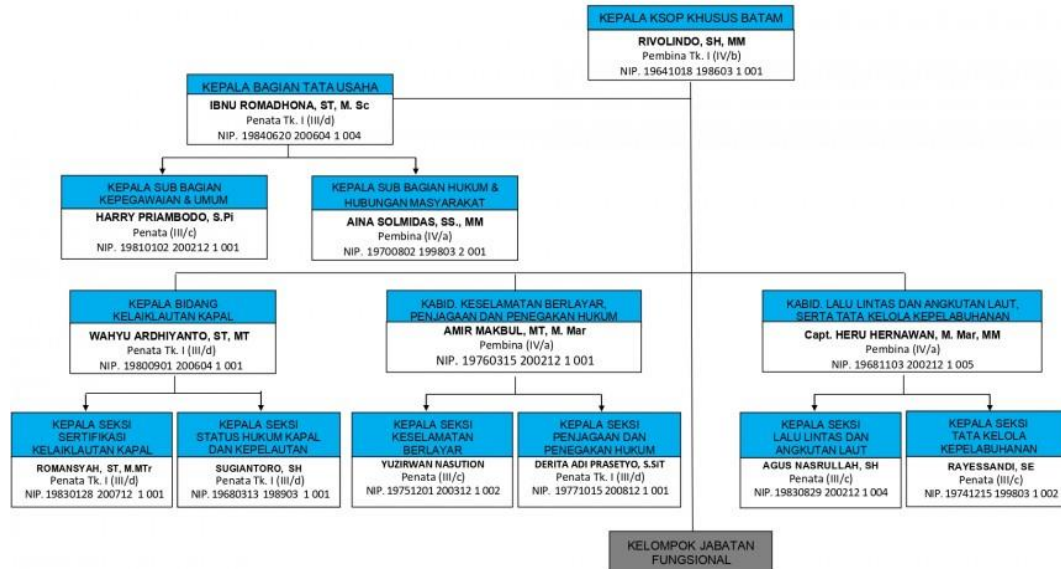 KEPALA KSOP KHUSUS BATAM
RIVOLINDO, SH, MM
Pembina Tk. I (IV/b)
NIP. 19641018 198603 1 001
KEPALA BAGIAN TATA USAHA
IBNU ROMADHONA, ST, M. Sc
Penata Tk. I (III/d)
NIP. 19840620 200604 1 004
KEPALA SUB BAGIAN
KEPEGAWAIAN & UMUM
HARRY PRIAMBODO, S.Pi
Penata (III/c)
NIP. 19810102 200212 1 001
KEPALA SUB BAGIAN HUKUM &
HUBUNGAN MASYARAKAT
AINA SOLMIDAS, SS., MM
Pembina (IV/a)
NIP. 19700802 199803 2 001
KEPALA BIDANG
KELAIKLAUTAN KAPAL
WAHYU ARDHIYANTO, ST, MT
Penata Tk. I (III/d)
NIP. 19800901 200604 1 001
KABID. KESELAMATAN BERLAYAR,
PENJAGAAN DAN PENEGAKAN HUKUM
AMIR MAKBUL, MT, M. Mar
Pembina (IV/a)
NIP. 19760315 200212 1 001
KABID. LALU LINTAS DAN ANGKUTAN LAUT,
SERTA TATA KELOLA KEPELABUHANAN
Capt. HERU HERNAWAN, M. Mar, MM
Pembina (IV/a)
NIP. 19681103 200212 1 005
KEPALA SEKSI
SERTIFIKASI
KELAIKLAUTAN KAPAL
ROMANSYAH, ST, M.MTr
Penata Tk. I (III/d)
NIP.19830128 200712 1 001
KEPALA SEKSI
STATUS HUKUM KAPAL
DAN KEPELAUTAN
SUGIANTORO, SH
Penata Tk. I (III/d)
NIP.19680313 198903 1 001
KEPALA SEKSI
KESELAMATAN
BERLAYAR
YUZIRWAN NASUTION
Penata (III/c)
NIP.19751201 200312 1 002
KEPALA SEKSI
PENJAGAAN DAN
PENEGAKAN HUKUM
DERITA ADI PRASETYO, S.SiT
Penata Tk. I (III/d)
NIP.19771015 200812 1 001
KEPALA SEKSI
LALU LINTAS DAN
ANGKUTAN LAUT
AGUS NASRULLAH, SH
Penata (III/c)
NIP.19830829 200212 1 004
KEPALA SEKSI
TATA KELOLA
KEPELABUHANAN
RAYESSANDI, SE
Penata (III/c)
NIP.19741215 199803 1 002
KELOMPOK JABATAN
FUNGSIONAL